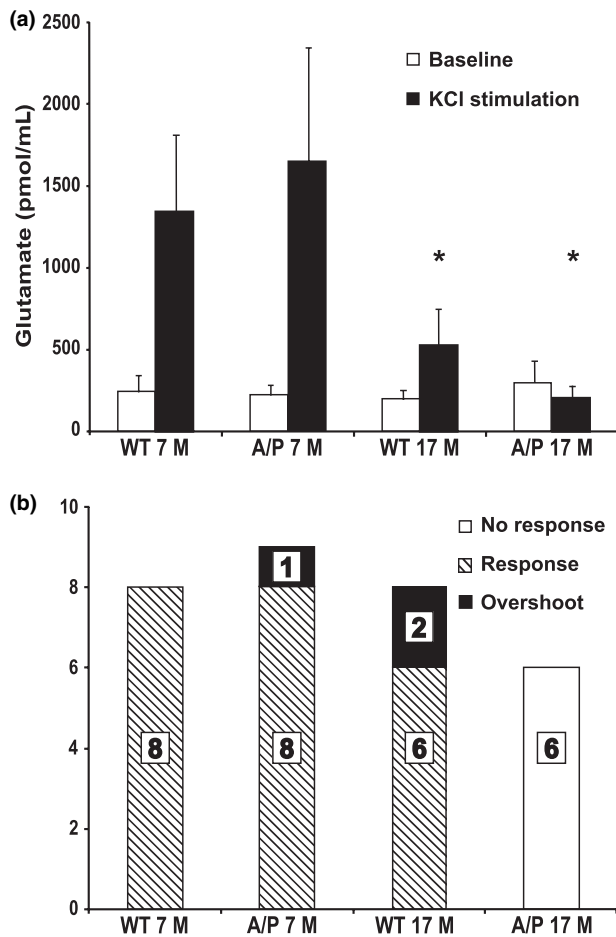 (a)
2500
2000
1500
1000
500
0
Glutamate (pmol/mL)
Baseline
KCl stimulation
* *
WT 7 M A/P 7 M WT 17 M A/P 17 M
(b)
10
8
6
4
2
0
No response
Response
Overshoot
1
2
8 8 6 6
WT 7 M A/P 7 M WT 17 M A/P 17 M